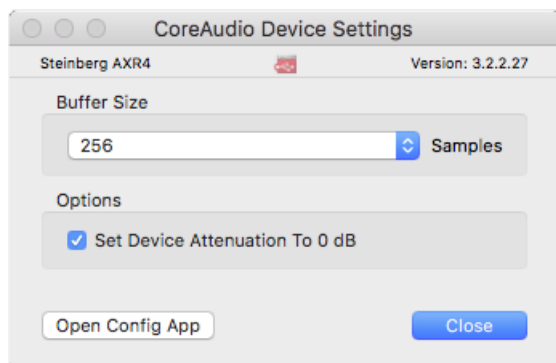 CoreAudio Device Settings
Steinberg AXR4 Version: 3.2.2.27
Buffer Size
256 Samples
Options
Set Device Attenuation To 0 dB
Open Config App Close